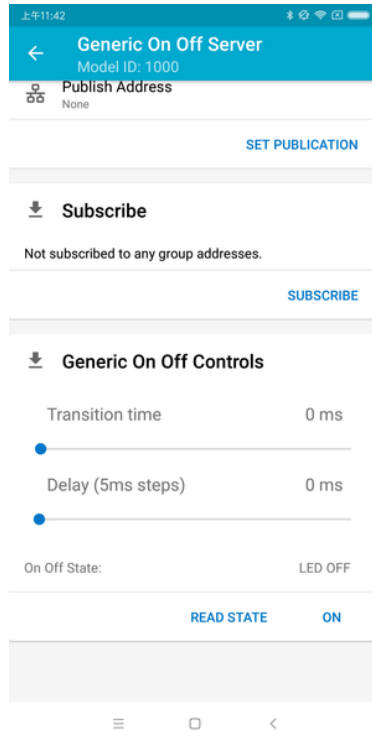 上午11:42
Generic On Off Server
Model ID: 1000
Publish Address
None
SET PUBLICATION
Subscribe
Not subscribed to any group addresses.
SUBSCRIBE
Generic On Off Controls
Transition time 0 ms
Delay (5ms steps) 0 ms
On Off State: LED OFF
READ STATE ON